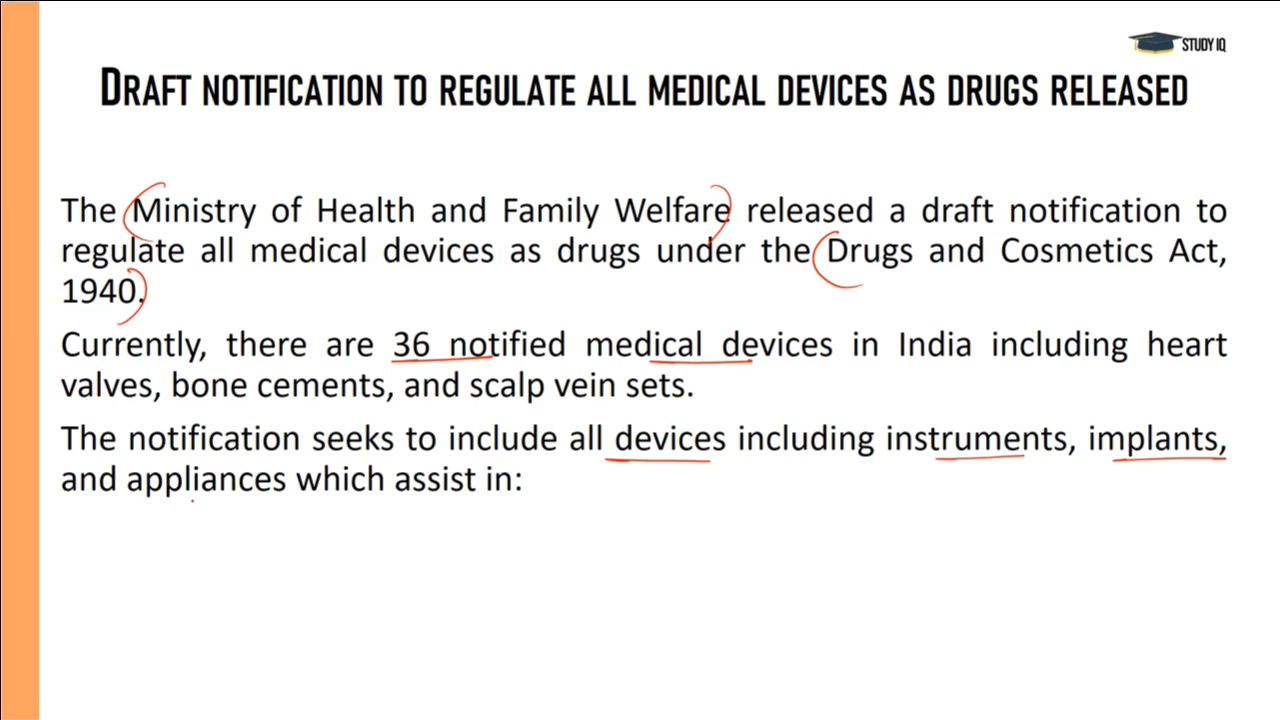 STUDY IQ
DRAFT NOTIFICATION TO REGULATE ALL MEDICAL DEVICES AS DRUGS RELEASED
The Ministry of Health and Family Welfare released a draft notification to
regulate all medical devices as drugs under the Drugs and Cosmetics Act,
1940.
Currently, there are 36 notified medical devices in India including heart
valves, bone cements, and scalp vein sets.
The notification seeks to include all devices including instruments, implants,
and appliances which assist in: